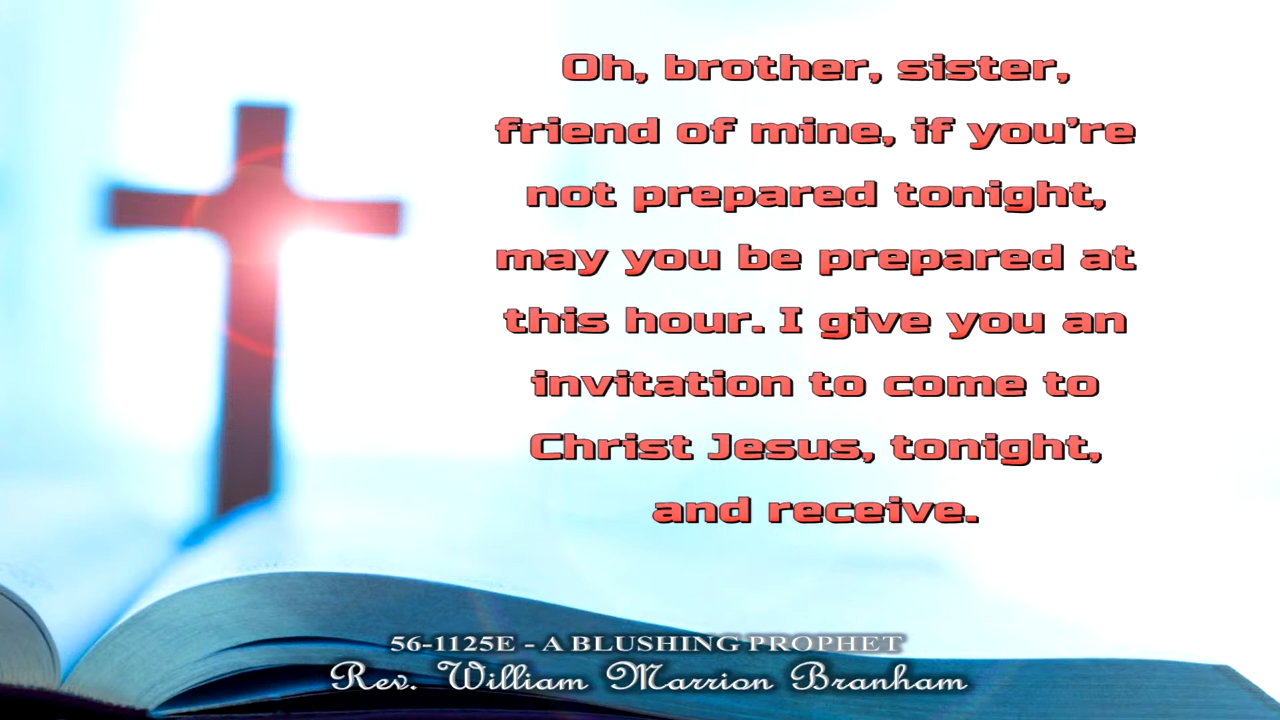 Oh, brother, sister,
friend of mine, if you’re
not prepared tonight,
may you be prepared at
this hour. I give you an
invitation to come to
Christ Jesus, tonight,
and receive.
56-1125E - A BLUSHING PROPHET
Rev. William Marrion Branham